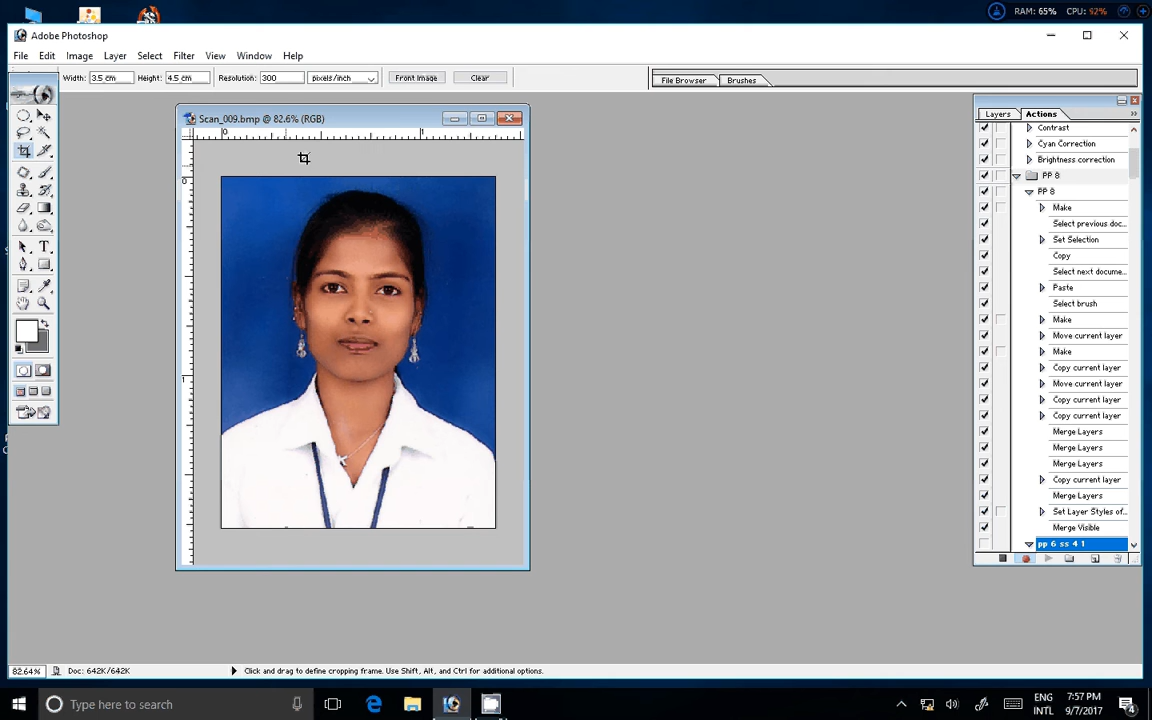 RAM: 65% CPU: 92%
Adobe Photoshop
File Edit Image Layer Select Filter View Window Help
Width: 3.5 cm Height: 4.5 cm Resolution: 300 pixels/inch Front Image Clear File Browser Brushes
Scan_009.bmp @ 82.6% (RGB)
0 1
0
1
Layers Actions
Contrast
Cyan Correction
Brightness correction
PP 8
PP 8
Make
Select previous doc...
Set Selection
Copy
Select next docume...
Paste
Select brush
Make
Move current layer
Make
Copy current layer
Move current layer
Copy current layer
Copy current layer
Merge Layers
Merge Layers
Merge Layers
Copy current layer
Merge Layers
Set Layer Styles of...
Merge Visible
pp 6 ss 4 1
82.64% Doc: 642K/642K Click and drag to define cropping frame. Use Shift, Alt, and Ctrl for additional options.
Type here to search
ENG
INTL
7:57 PM
9/7/2017
4